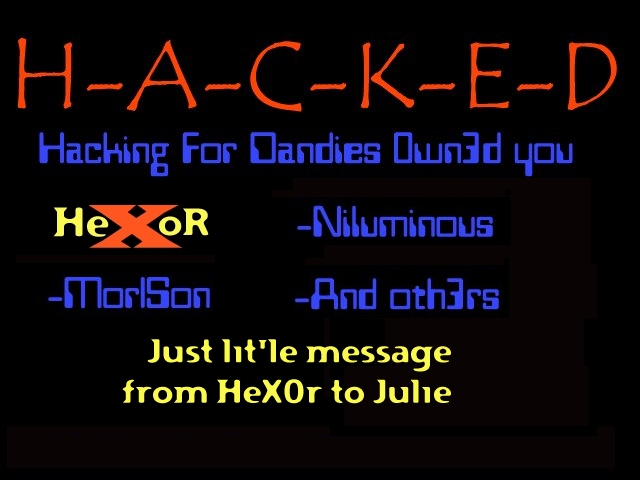 H-A-C-K-E-D
Hacking For Dandies Own3d you
HeXoR -Niluminous
-MorlSon -And oth3rs
Just lit'le message
from HeX0r to Julie